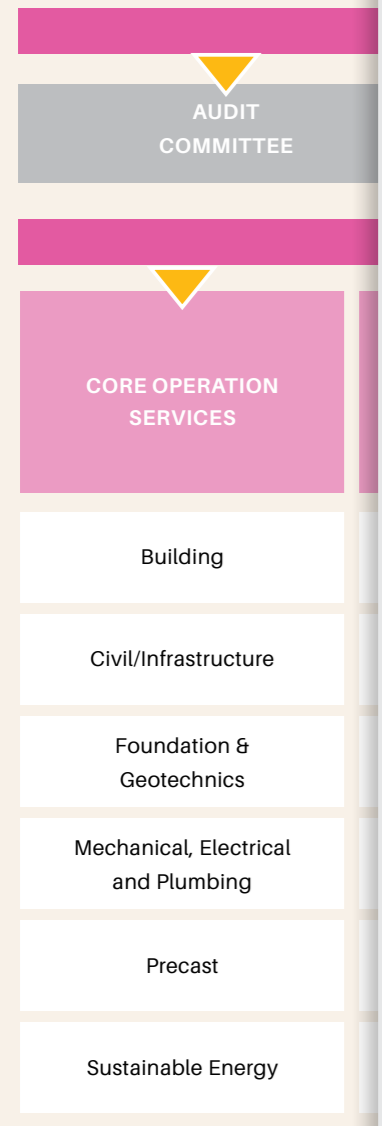 AUDIT
COMMITTEE
CORE OPERATION
SERVICES
Building
Civil/Infrastructure
Foundation &
Geotechnics
Mechanical, Electrical
and Plumbing
Precast
Sustainable Energy